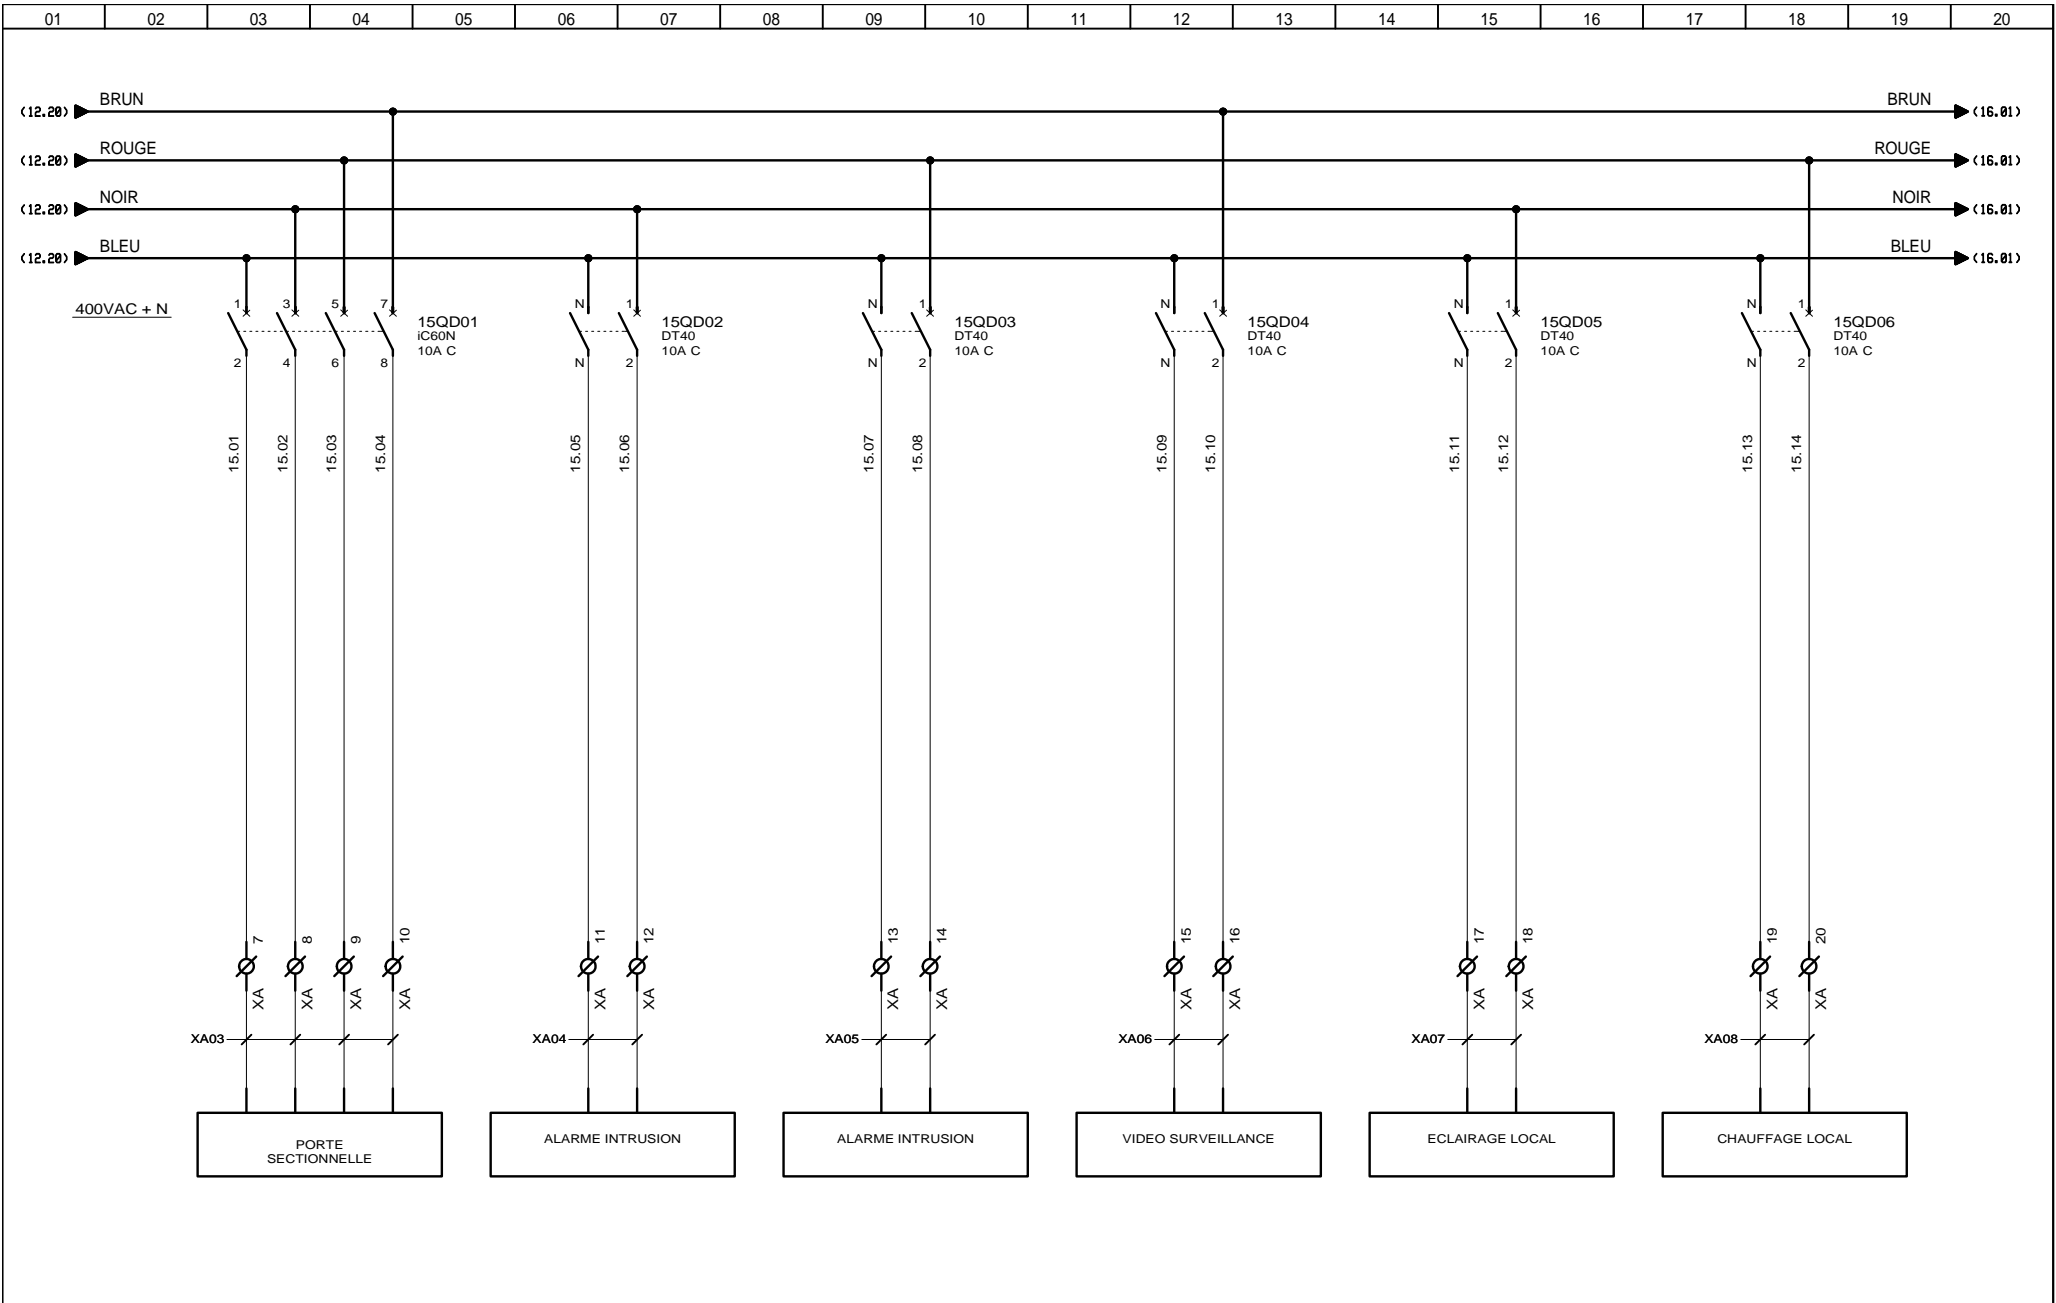 01 02 03 04 05 06 07 08 09 10 11 12 13 14 15 16 17 18 19 20
(12.20) BRUN BRUN (16.01)
(12.20) ROUGE ROUGE (16.01)
(12.20) NOIR NOIR (16.01)
(12.20) BLEU BLEU (16.01)
400VAC + N
1 3 5 7 N 1 N 1 N 1 N 1 N 1
15QD01 15QD02 15QD03 15QD04 15QD05 15QD06
iC60N DT40 DT40 DT40 DT40 DT40
10A C 10A C 10A C 10A C 10A C 10A C
2 4 6 8 N 2 N 2 N 2 N 2 N 2
15.01 15.02 15.03 15.04 15.05 15.06 15.07 15.08 15.09 15.10 15.11 15.12 15.13 15.14
7 8 9 10 11 12 13 14 15 16 17 18 19 20
XA XA XA XA XA XA XA XA XA XA XA XA XA XA
XA03 XA04 XA05 XA06 XA07 XA08
PORTE
SECTIONNELLE
ALARME INTRUSION
ALARME INTRUSION
VIDEO SURVEILLANCE
ECLAIRAGE LOCAL
CHAUFFAGE LOCAL